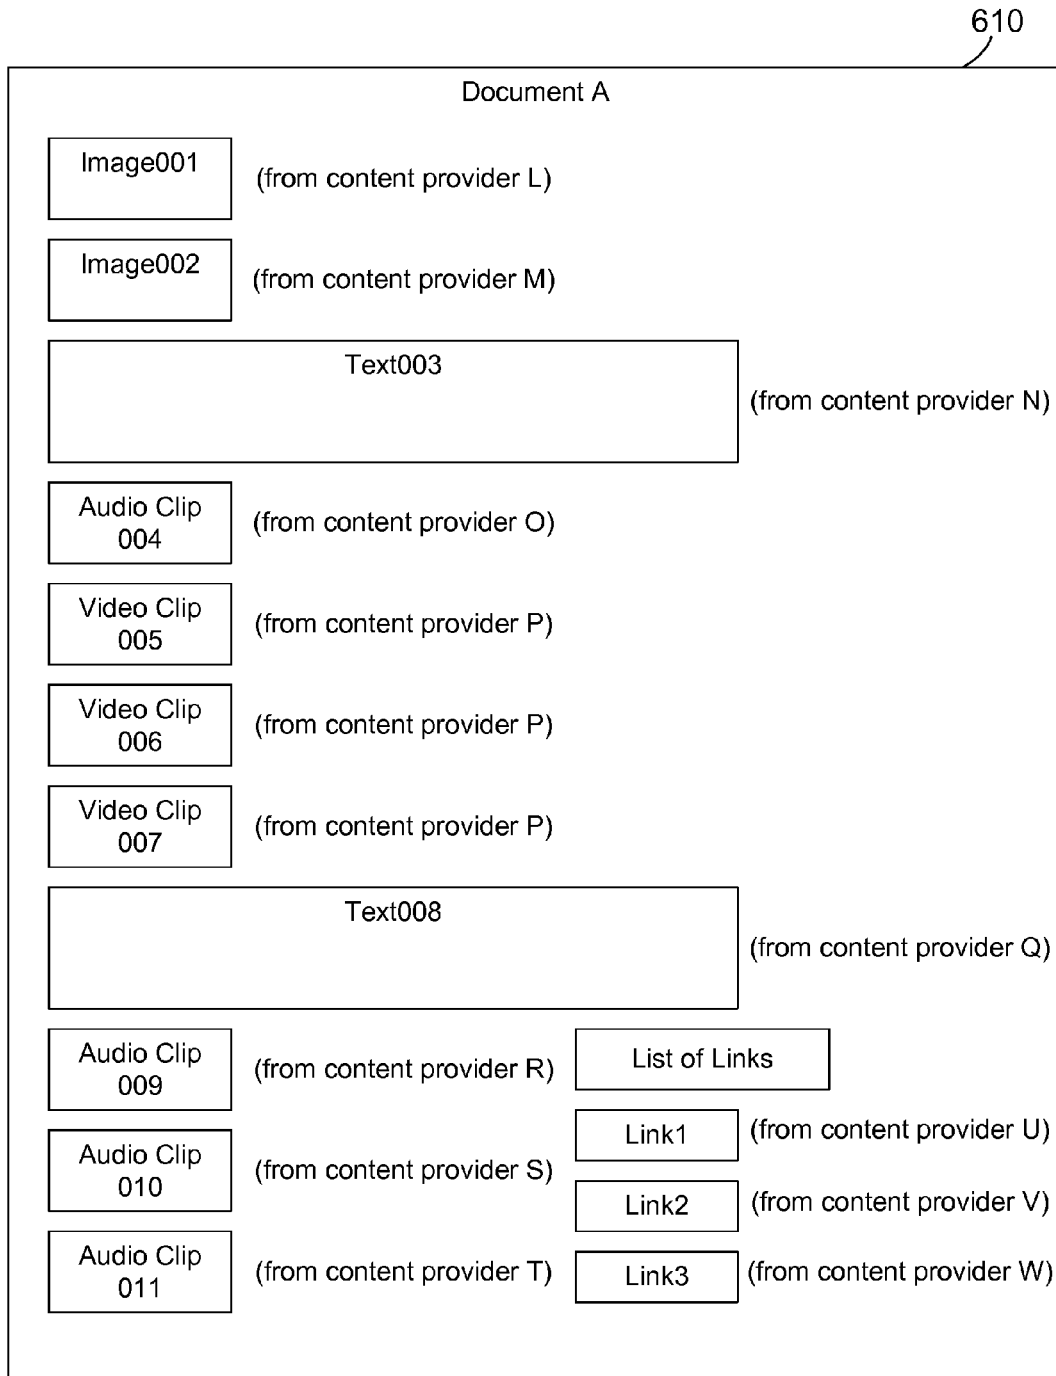 610
Document A
Image001
(from content provider L)
Image002
(from content provider M)
Text003
(from content provider N)
Audio Clip
004
(from content provider O)
Video Clip
005
(from content provider P)
Video Clip
006
(from content provider P)
Video Clip
007
(from content provider P)
Text008
(from content provider Q)
Audio Clip
009
(from content provider R)
Audio Clip
010
(from content provider S)
Audio Clip
011
(from content provider T)
List of Links
Link1
(from content provider U)
Link2
(from content provider V)
Link3
(from content provider W)